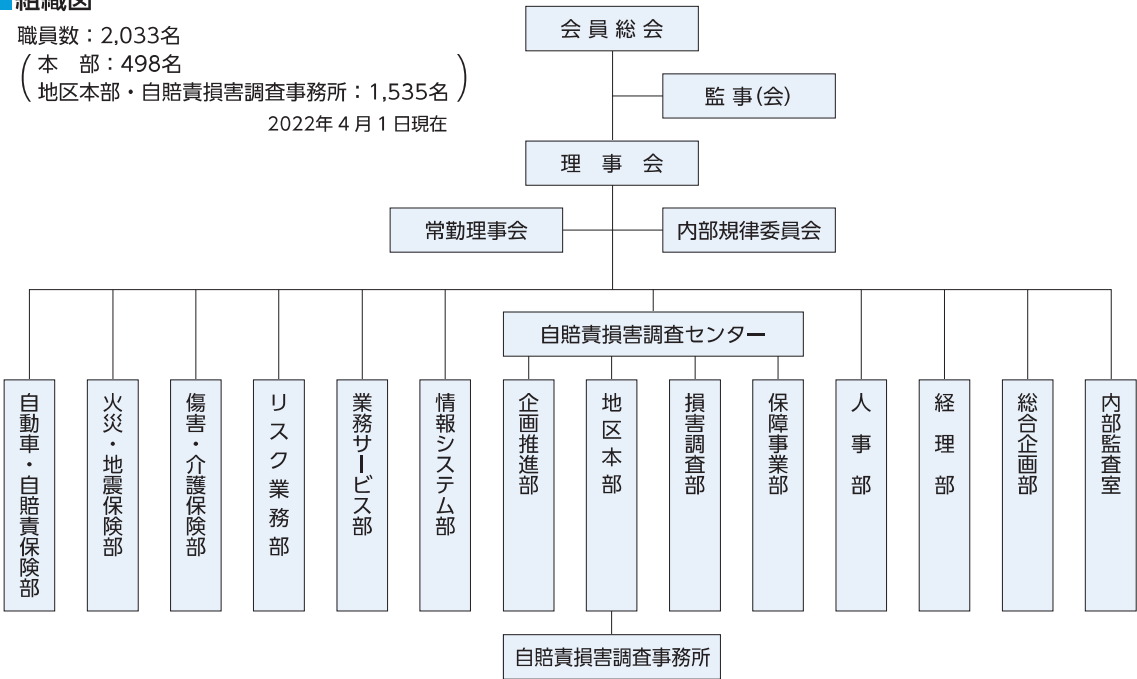 組織図
職員数：2,033名
本　部：498名
地区本部・自賠責損害調査事務所：1,535名
2022年4月1日現在
会員総会
監事(会)
理事会
常勤理事会
内部規律委員会
自賠責損害調査センター
自動車・自賠責保険部
火災・地震保険部
傷害・介護保険部
リスク業務部
業務サービス部
情報システム部
企画推進部
地区本部
損害調査部
保障事業部
人事部
経理部
総合企画部
内部監査室
自賠責損害調査事務所